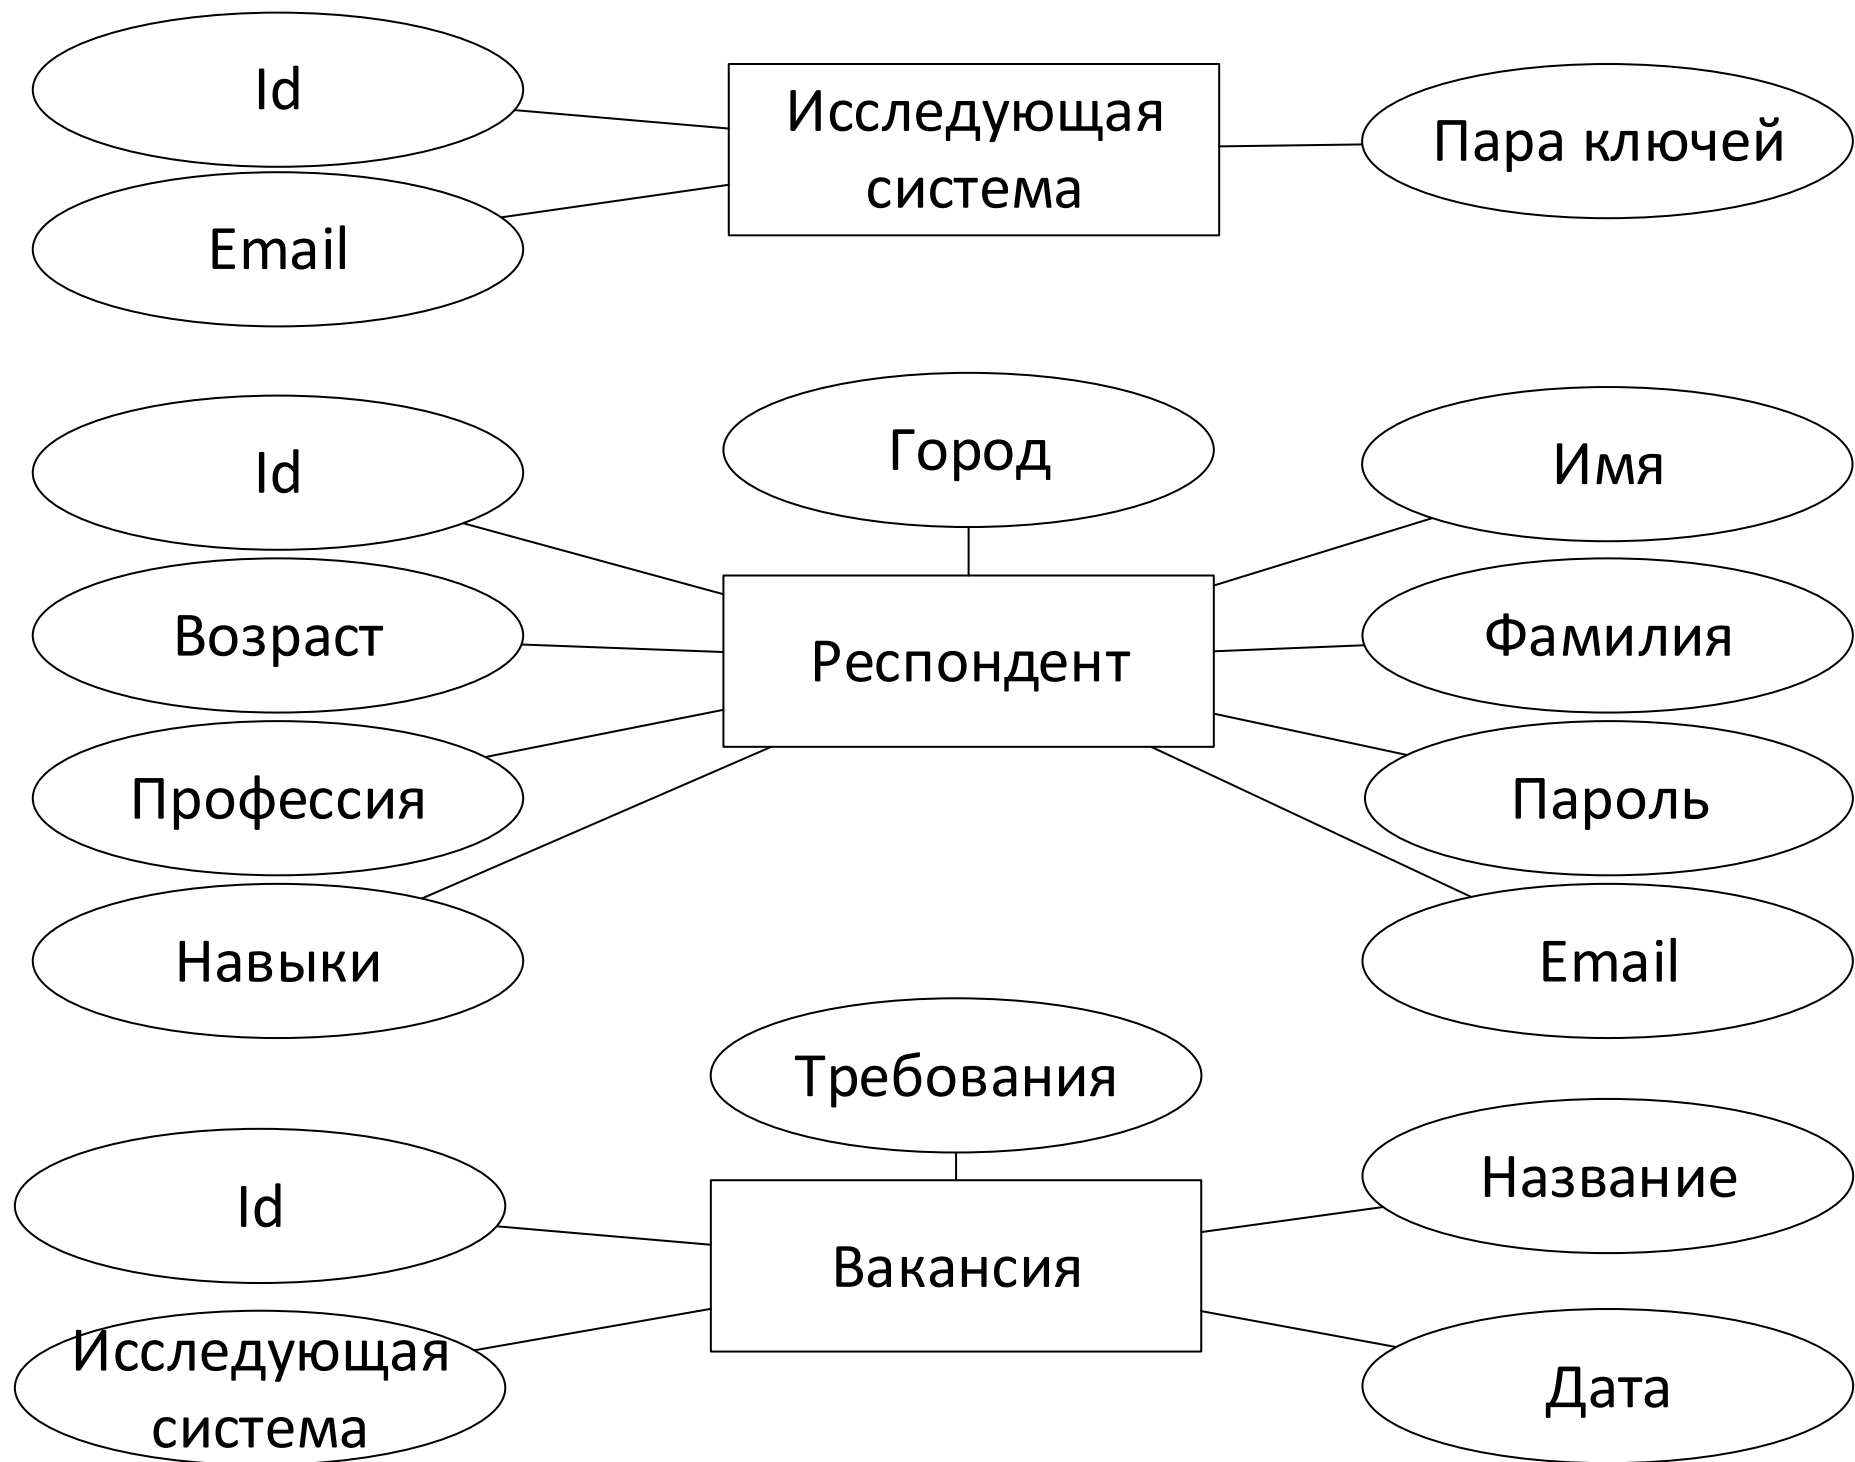 Id
Исследующая
система
Пара ключей
Email
Id
Город
Имя
Возраст
Респондент
Фамилия
Профессия
Пароль
Навыки
Email
Требования
Id
Вакансия
Название
Исследующая
система
Дата